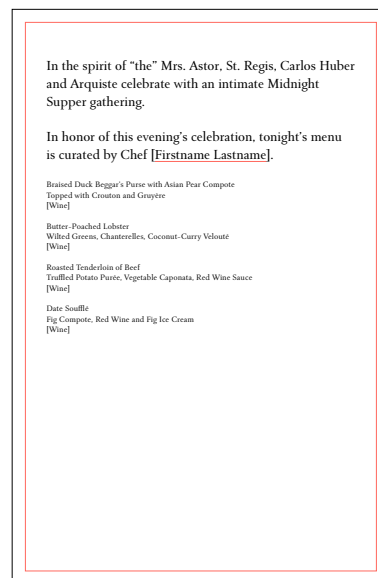 In the spirit of “the” Mrs. Astor, St. Regis, Carlos Huber
and Arquiste celebrate with an intimate Midnight
Supper gathering.
In honor of this evening’s celebration, tonight’s menu
is curated by Chef [Firstname Lastname].
Braised Duck Beggar’s Purse with Asian Pear Compote
Topped with Crouton and Gruyère
[Wine]
Butter-Poached Lobster
Wilted Greens, Chanterelles, Coconut-Curry Velouté
[Wine]
Roasted Tenderloin of Beef
Truffled Potato Purée, Vegetable Caponata, Red Wine Sauce
[Wine]
Date Soufflé
Fig Compote, Red Wine and Fig Ice Cream
[Wine]